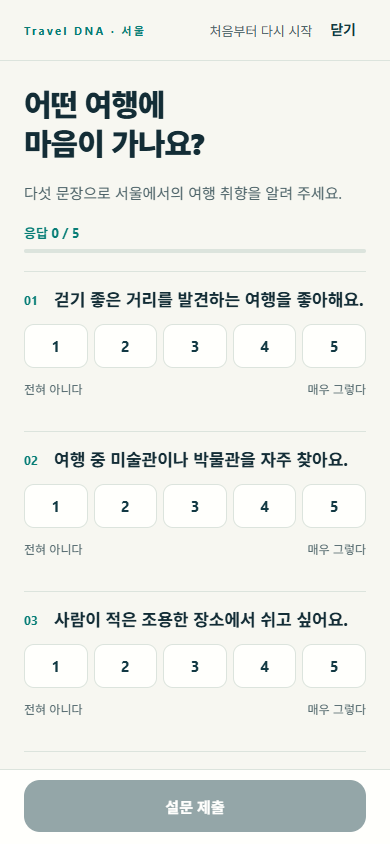 Travel DNA · 서울
처음부터 다시 시작
닫기
어떤 여행에
마음이 가나요?
다섯 문장으로 서울에서의 여행 취향을 알려 주세요.
응답 0 / 5
01 걷기 좋은 거리를 발견하는 여행을 좋아해요.
1 2 3 4 5
전혀 아니다 매우 그렇다
02 여행 중 미술관이나 박물관을 자주 찾아요.
1 2 3 4 5
전혀 아니다 매우 그렇다
03 사람이 적은 조용한 장소에서 쉬고 싶어요.
1 2 3 4 5
전혀 아니다 매우 그렇다
설문 제출